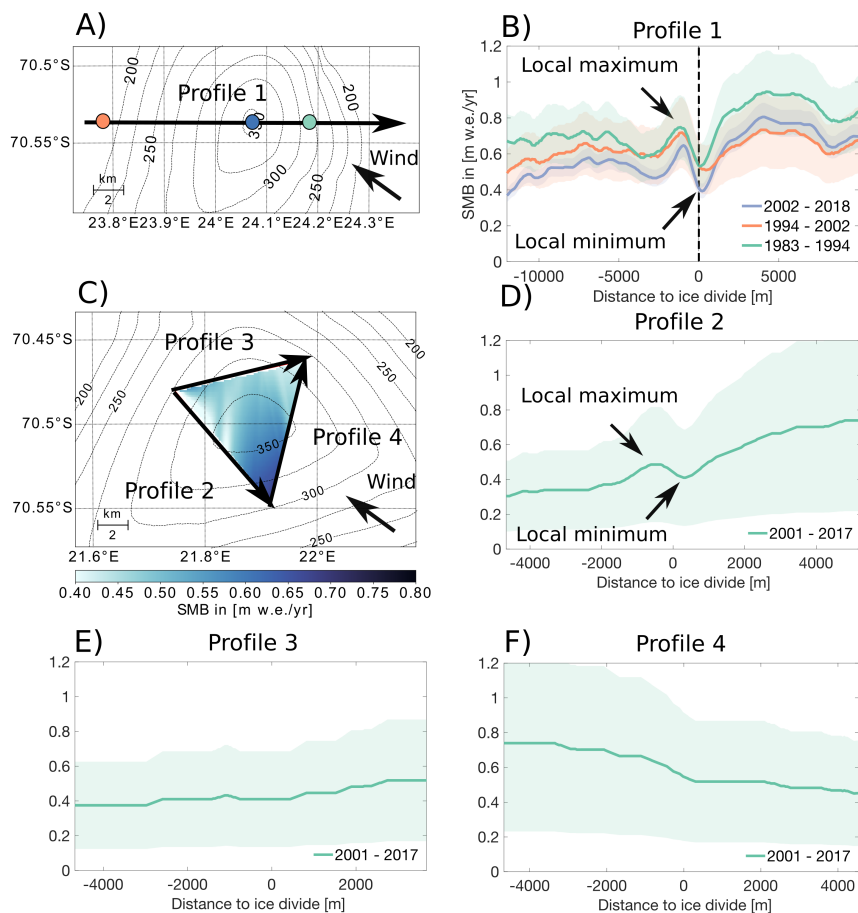 A)
70.5°S
70.55°S
200
250
Profile 1
350
300
250
200
Wind
km
2
23.8°E
23.9°E
24°E
24.1°E
24.2°E
24.3°E
B)
Profile 1
SMB in [m w.e./yr]
1.2
1
0.8
0.6
0.4
0.2
0
Local maximum
Local minimum
2002 - 2018
1994 - 2002
1983 - 1994
-10000
-5000
0
5000
Distance to ice divide [m]
C)
70.45°S
70.5°S
70.55°S
200
250
Profile 3
200
Profile 4
350
Profile 2
Wind
300
250
km
2
21.6°E
21.8°E
22°E
0.40 0.45 0.50 0.55 0.60 0.65 0.70 0.75 0.80
SMB in [m w.e./yr]
D)
Profile 2
1.2
1
0.8
0.6
0.4
0.2
0
Local maximum
Local minimum
2001 - 2017
-4000
-2000
0
2000
4000
Distance to ice divide [m]
E)
Profile 3
1.2
1
0.8
0.6
0.4
0.2
0
2001 - 2017
-4000
-2000
0
2000
Distance to ice divide [m]
F)
Profile 4
1.2
1
0.8
0.6
0.4
0.2
0
2001 - 2017
-4000
-2000
0
2000
4000
Distance to ice divide [m]